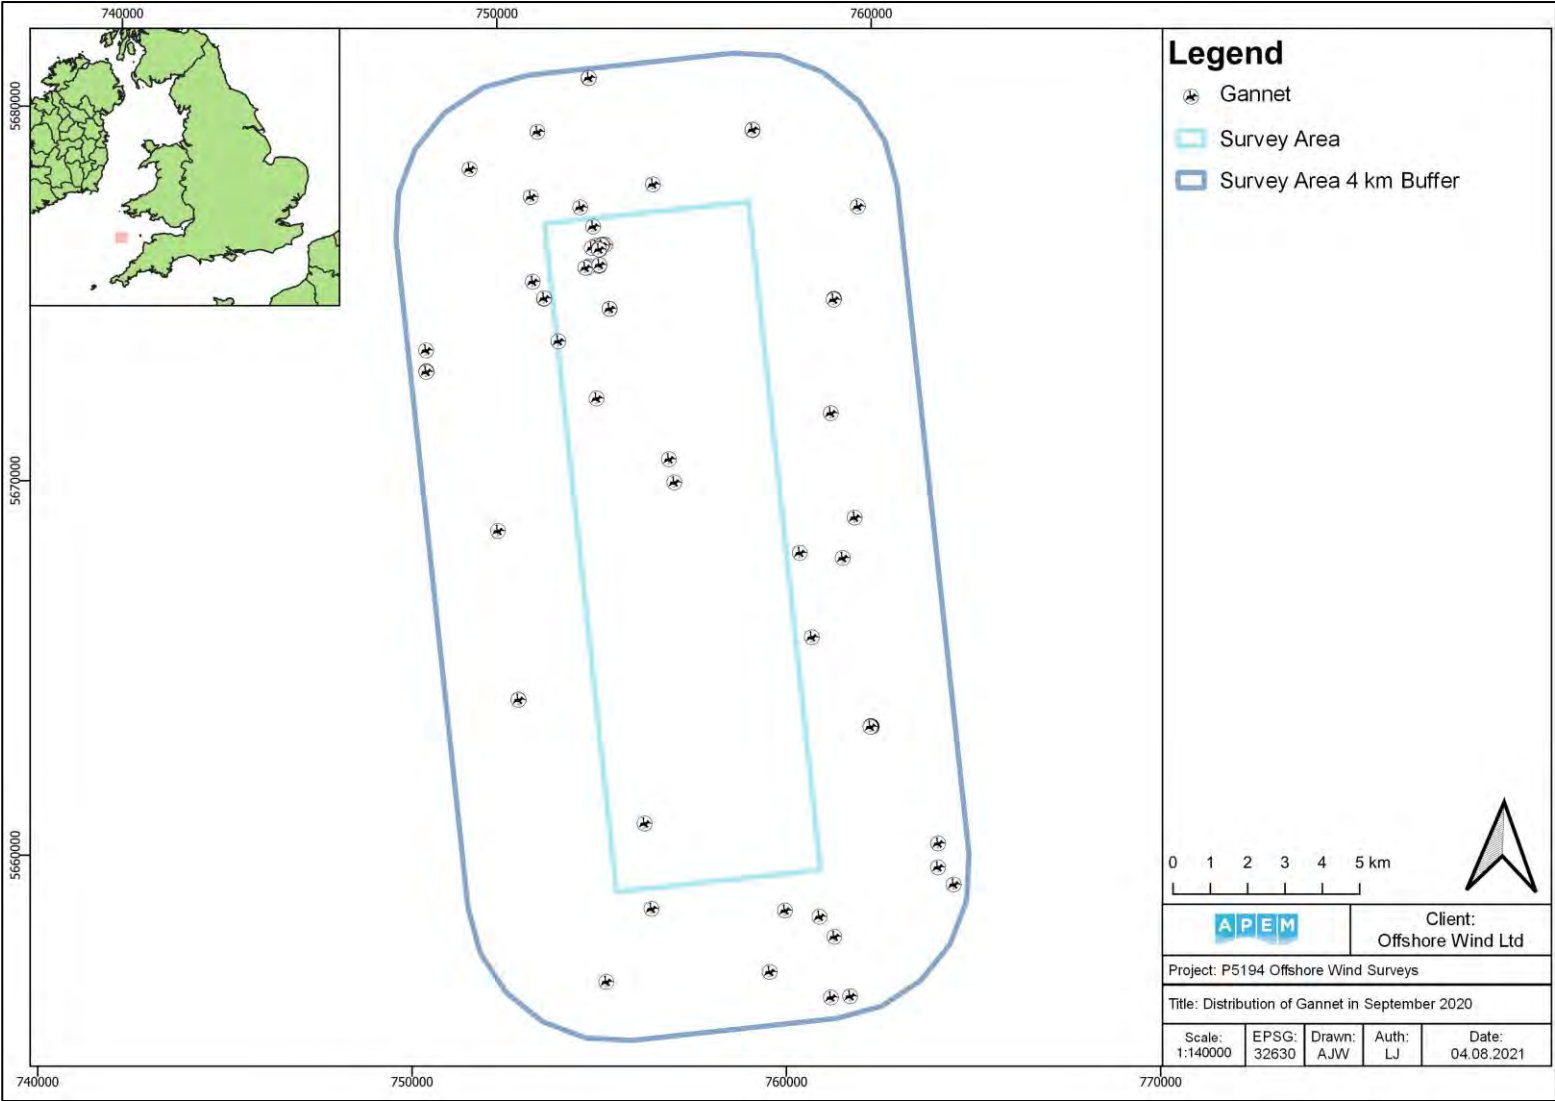 740000
750000
760000
5680000
5670000
5660000
740000
750000
760000
770000
Legend
Gannet
Survey Area
Survey Area 4 km Buffer
0 1 2 3 4 5 km
APEM
Client:
Offshore Wind Ltd
Project: P5194 Offshore Wind Surveys
Title: Distribution of Gannet in September 2020
Scale:
1:140000
EPSG:
32630
Drawn:
AJW
Auth:
LJ
Date:
04.08.2021